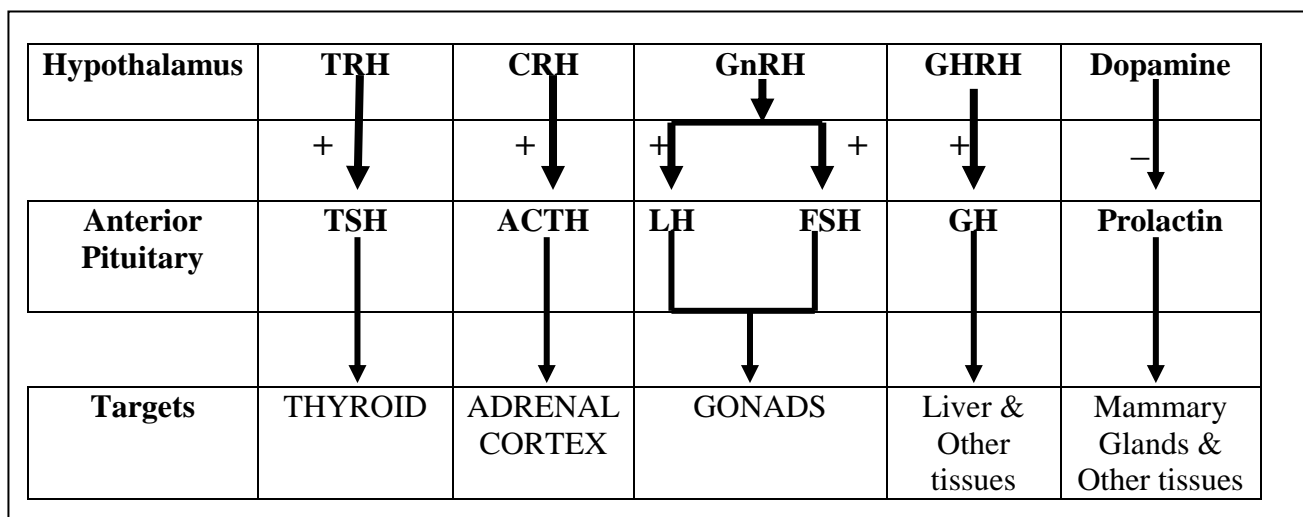 Hypothalamus TRH CRH GnRH GHRH Dopamine
+ + + + + –
Anterior Pituitary TSH ACTH LH FSH GH Prolactin
Targets THYROID ADRENAL CORTEX GONADS Liver & Other tissues Mammary Glands & Other tissues